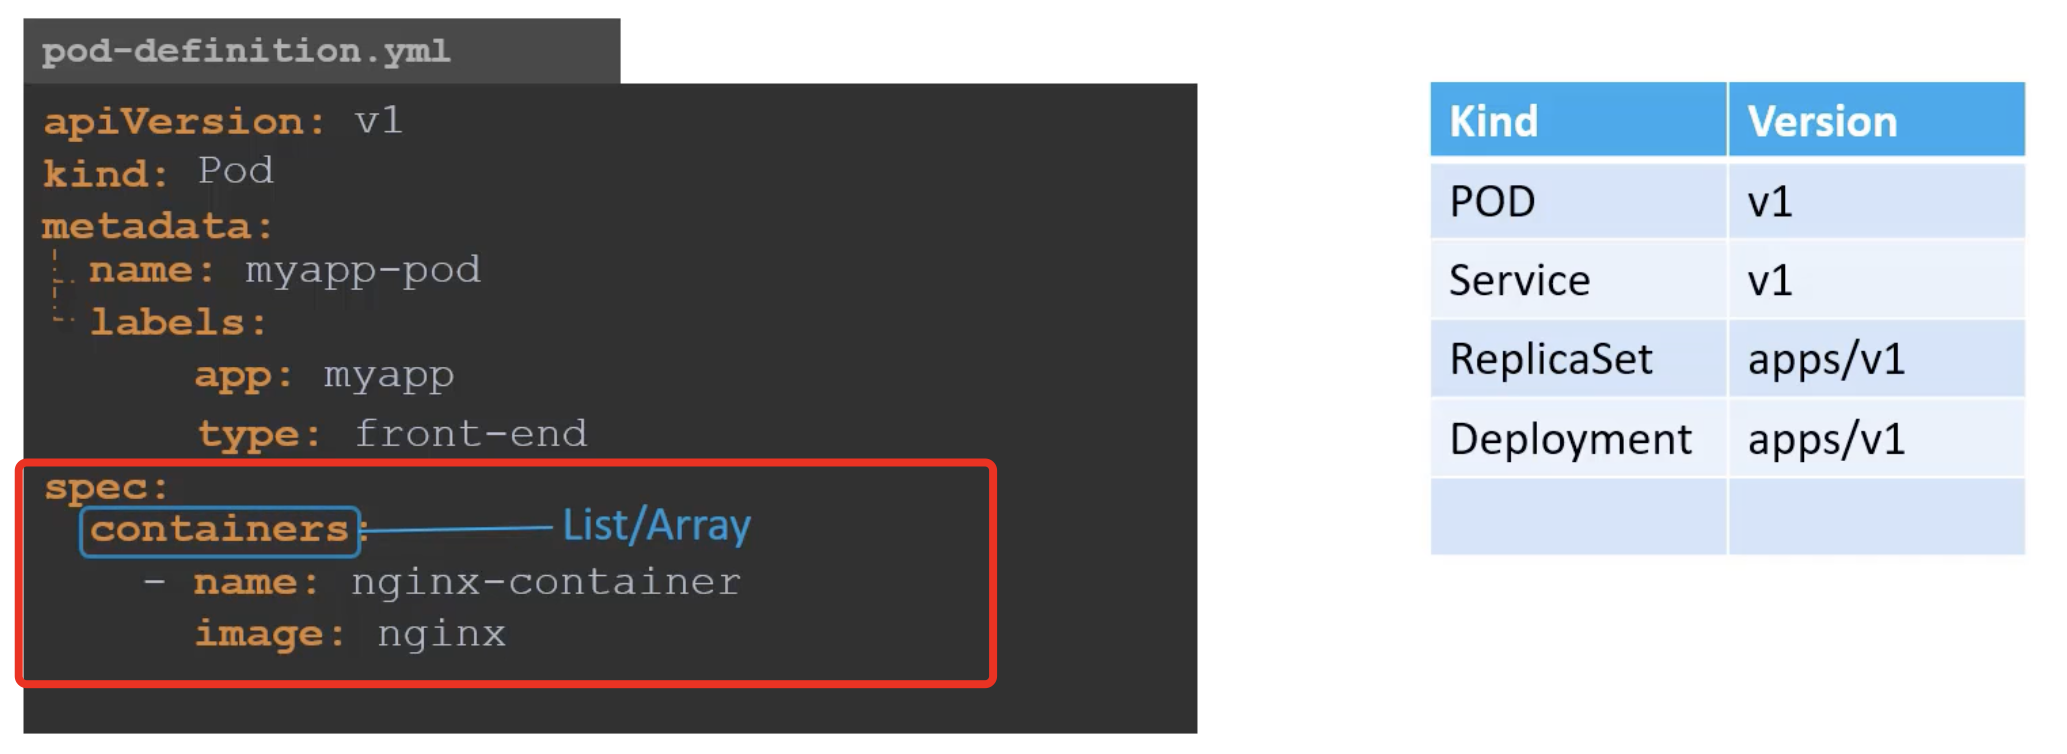 pod-definition.yml
apiVersion: v1
kind: Pod
metadata:
name: myapp-pod
labels:
app: myapp
type: front-end
spec:
containers:
List/Array
- name: nginx-container
image: nginx
Kind Version
POD v1
Service v1
ReplicaSet apps/v1
Deployment apps/v1